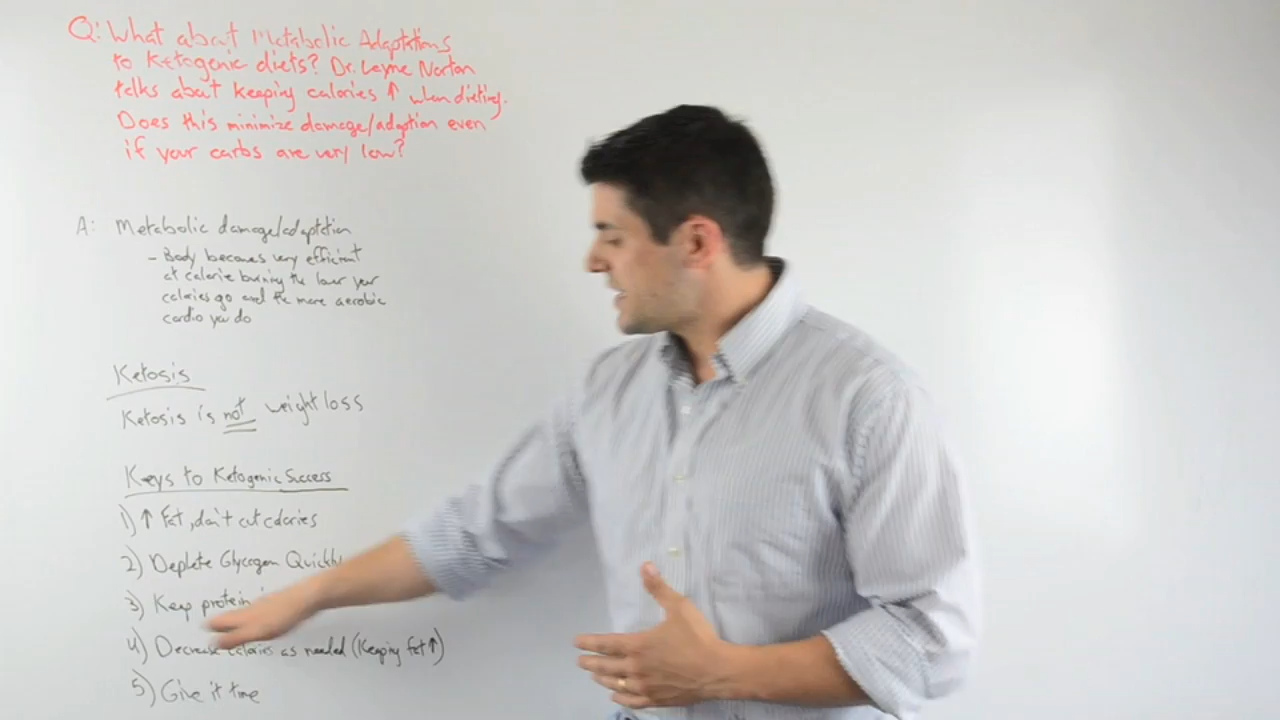 Q: What about Metabolic Adaptations
to Ketogenic diets? Dr. Layne Norton
talks about keeping calories ↑ when dieting.
Does this minimize damage/adaption even
if your carbs are very low?
A: Metabolic damage/adaptation
- Body becomes very efficient
at calorie burning the lower your
calories go and the more aerobic
cardio you do
Ketosis
Ketosis is not weight loss
Keys to Ketogenic Success
1) ↑ Fat, don't cut calories
2) Deplete Glycogen Quickly
3) Keep protein
4) Decrease calories as needed (Keeping fat ↑)
5) Give it time